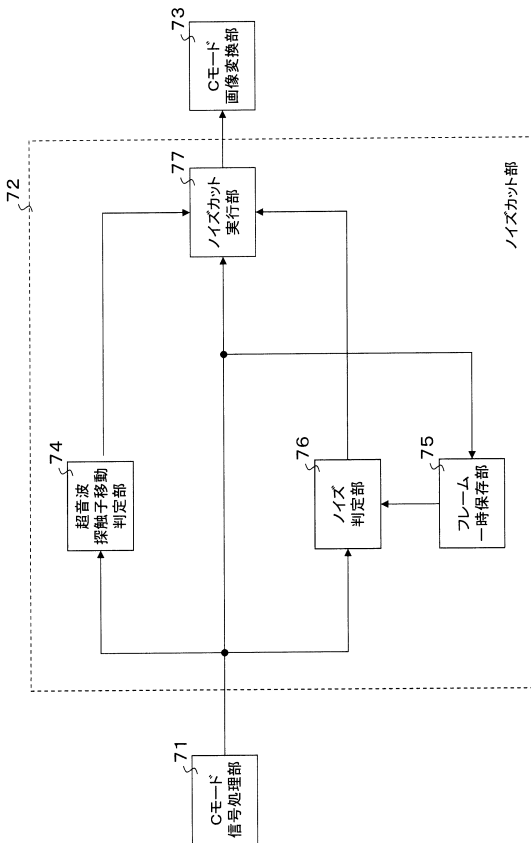 73
Cモード
画像変換部
72
77
ノイズカット
実行部
ノイズカット部
74
超音波
探触子移動
判定部
76
ノイズ
判定部
75
フレーム
一時保存部
71
Cモード
信号処理部